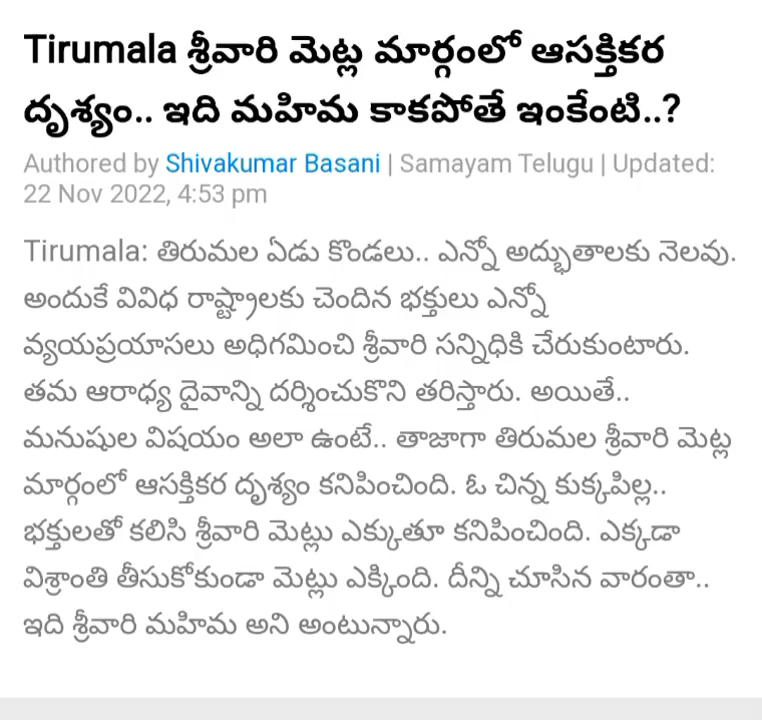 Tirumala శ్రీవారి మెట్ల మార్గంలో ఆసక్తికర
దృశ్యం.. ఇది మహిమ కాకపోతే ఇంకేంటి..?
Authored by Shivakumar Basani | Samayam Telugu | Updated:
22 Nov 2022, 4:53 pm
Tirumala: తిరుమల ఏడు కొండలు.. ఎన్నో అద్భుతాలకు నెలవు.
అందుకే వివిధ రాష్ట్రాలకు చెందిన భక్తులు ఎన్నో
వ్యయప్రయాసలు అధిగమించి శ్రీవారి సన్నిధికి చేరుకుంటారు.
తమ ఆరాధ్య దైవాన్ని దర్శించుకొని తరిస్తారు. అయితే..
మనుషుల విషయం అలా ఉంటే.. తాజాగా తిరుమల శ్రీవారి మెట్ల
మార్గంలో ఆసక్తికర దృశ్యం కనిపించింది. ఓ చిన్న కుక్కపిల్ల..
భక్తులతో కలిసి శ్రీవారి మెట్లు ఎక్కుతూ కనిపించింది. ఎక్కడా
విశ్రాంతి తీసుకోకుండా మెట్లు ఎక్కింది. దీన్ని చూసిన వారంతా..
ఇది శ్రీవారి మహిమ అని అంటున్నారు.